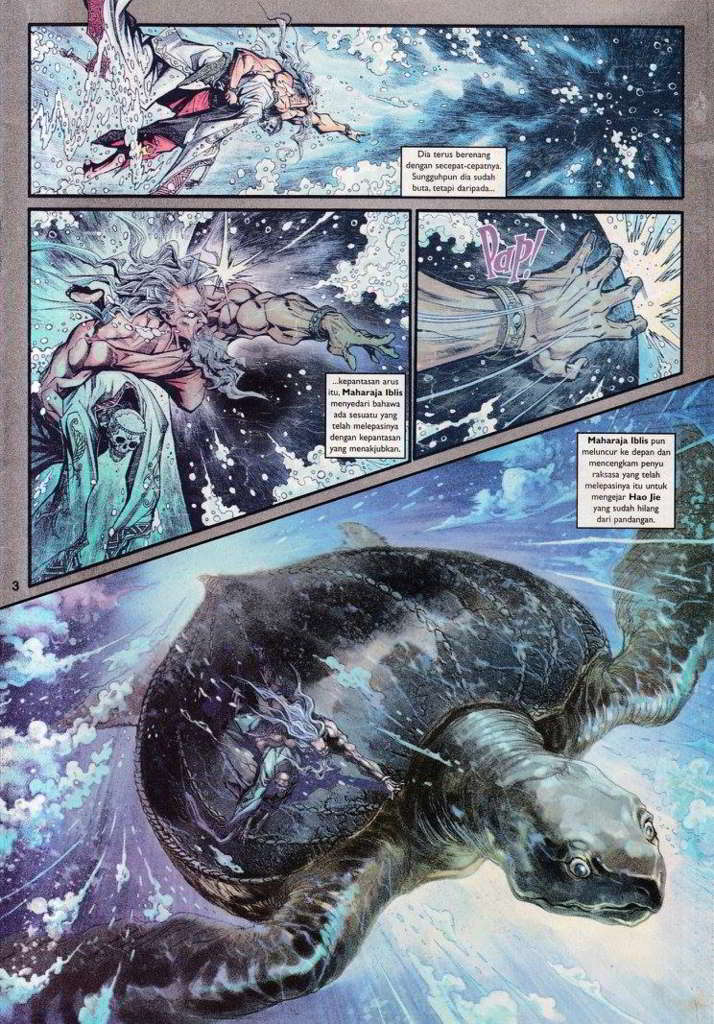 Dia terus berenang
dengan secepat-cepatnya.
Sungguhpun dia sudah
buta, tetapi daripada...
...kepantasan arus
itu, Maharaja Iblis
menyedari bahawa
ada sesuatu yang
telah melepasinya
dengan kepantasan
yang menakjubkan.
Pap!
Maharaja Iblis pun
meluncur ke depan dan
mencengkam penyu
raksasa yang telah
melepasinya itu untuk
mengejar Hao Jie
yang sudah hilang
dari pandangan.
3